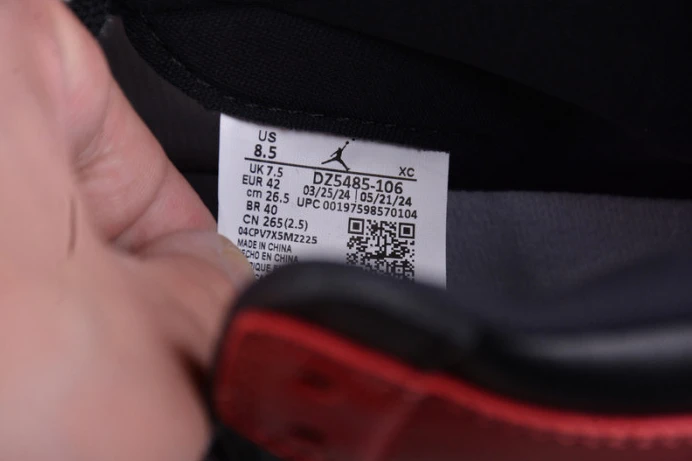 US
8.5
XC
UK 7.5
DZ5485-106
EUR 42
03/25/24 | 05/21/24
cm 26.5
UPC 00197598570104
BR 40
CN 265(2.5)
04CPV7X5MZ225
MADE IN CHINA
ECHO EN CHINA